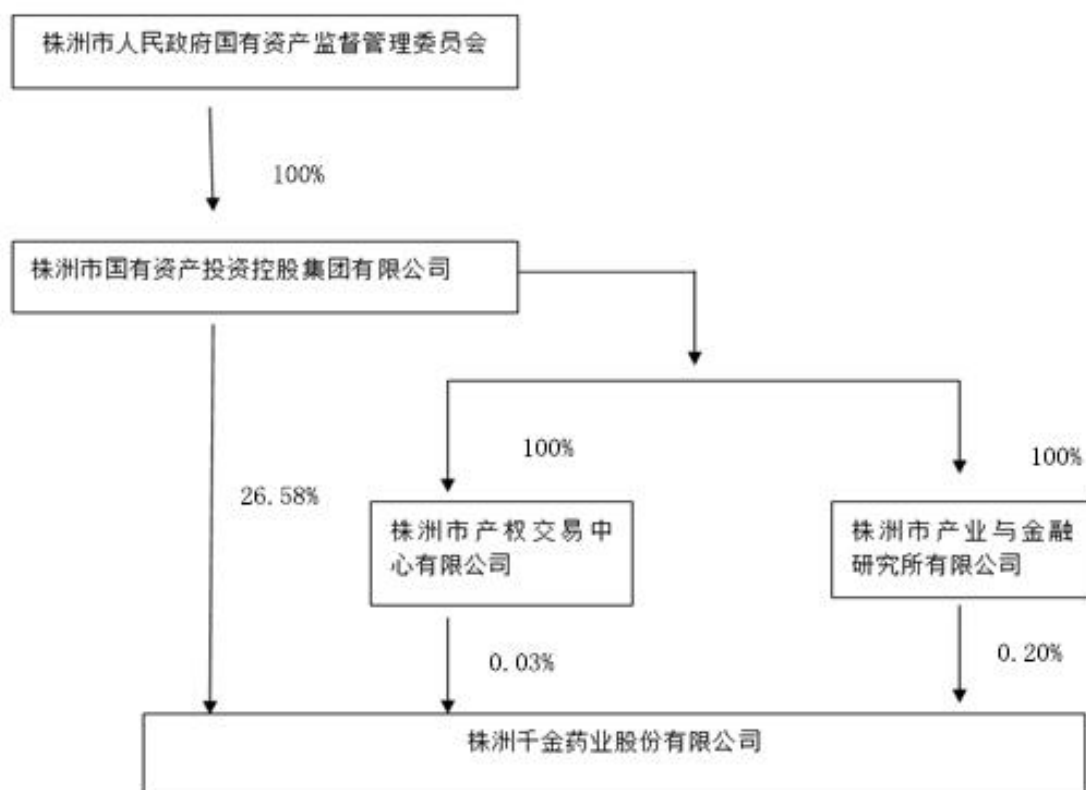 株洲市人民政府国有资产监督管理委员会
100%
株洲市国有资产投资控股集团有限公司
100%
100%
26.58%
株洲市产权交易中
心有限公司
株洲市产业与金融
研究所有限公司
0.03%
0.20%
株洲千金药业股份有限公司